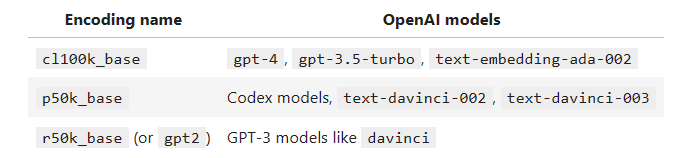 Encoding name OpenAI models
cl100k_base gpt-4, gpt-3.5-turbo, text-embedding-ada-002
p50k_base Codex models, text-davinci-002, text-davinci-003
r50k_base (or gpt2) GPT-3 models like davinci